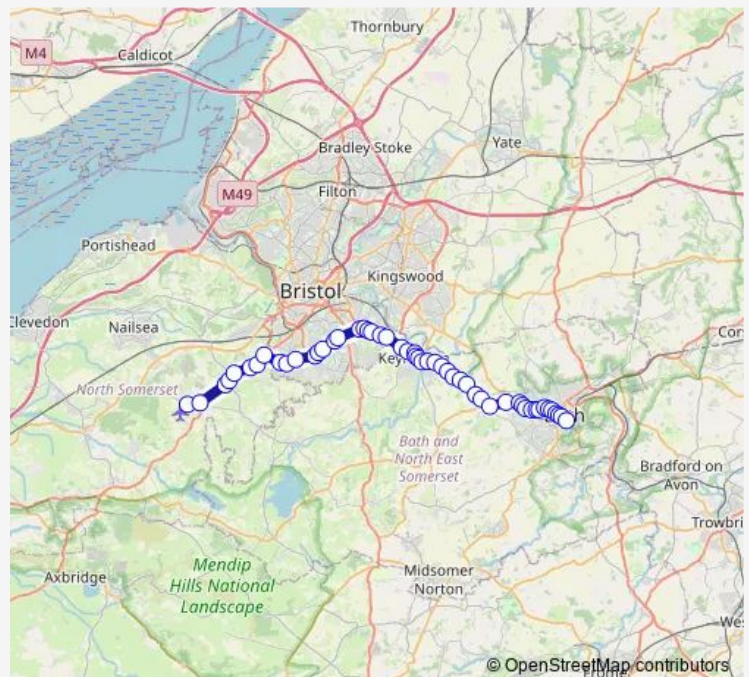 Thornbury
M4
Caldicot
Yate
Bradley Stoke
M49
Filton
Portishead
Kingswood
Bristol
Clevedon
Nailsea
North Somerset
Bath and
North East
Somerset
Bradford on
Avon
Mendip
Hills National
Landscape
Axbridge
Midsomer
Norton
© OpenStreetMap contributors